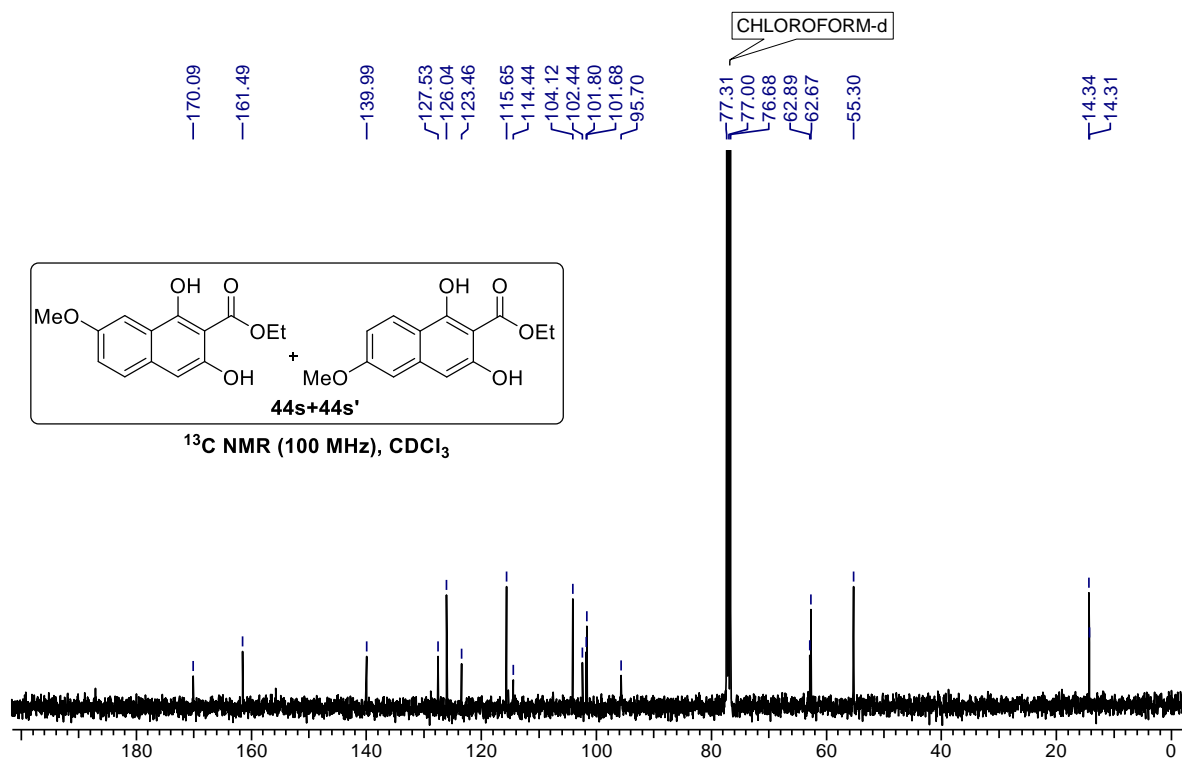 CHLOROFORM-d
170.09
161.49
139.99
127.53
126.04
123.46
115.65
114.44
104.12
102.44
101.80
101.68
95.70
77.31
77.00
76.68
62.89
62.67
55.30
14.34
14.31
OH O
MeO
OEt
OH
+
OH O
OEt
MeO
OH
44s+44s'
¹³C NMR (100 MHz), CDCl₃
180 160 140 120 100 80 60 40 20 0